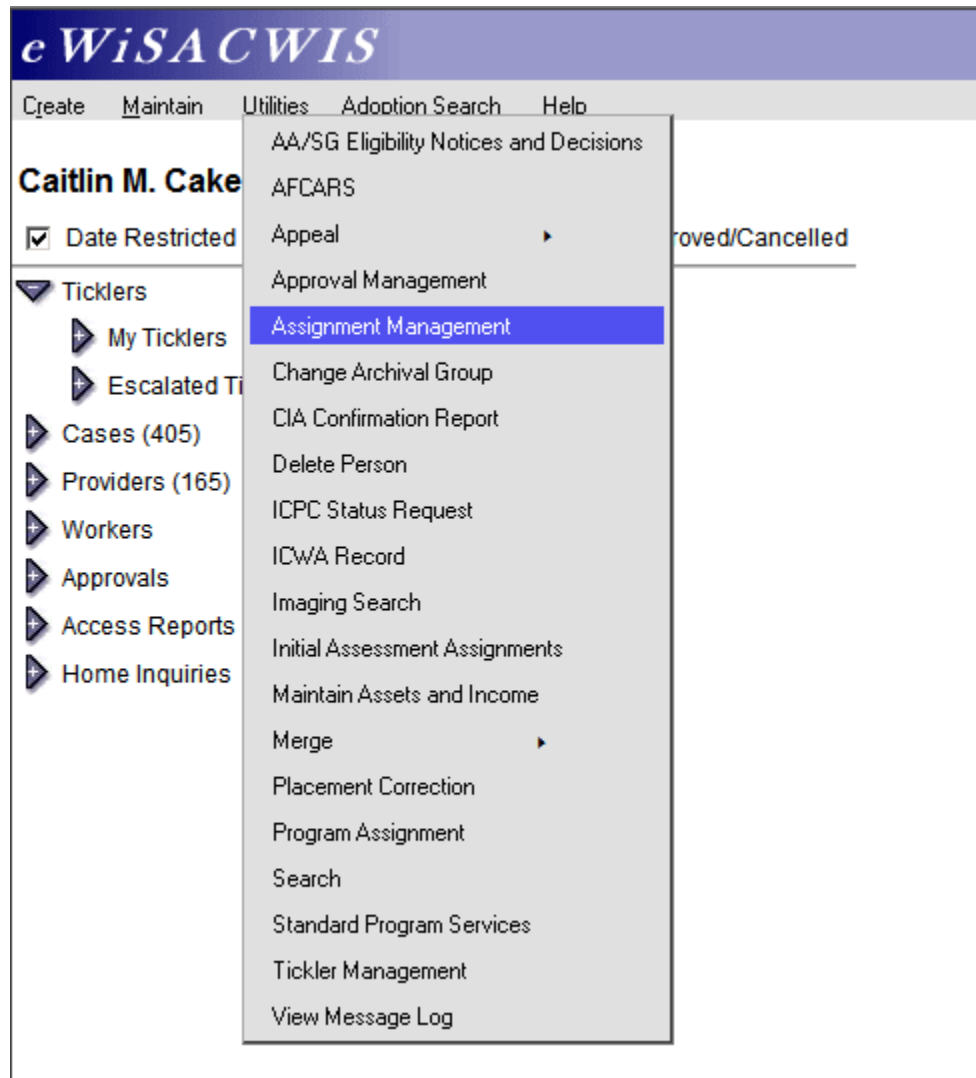 eWiSACWIS
Create Maintain Utilities Adoption Search Help
AA/SG Eligibility Notices and Decisions
Caitlin M. Cake
AFCARS
Date Restricted
Appeal
roved/Cancelled
Approval Management
Ticklers
Assignment Management
My Ticklers
Change Archival Group
Escalated Ti
CIA Confirmation Report
Cases (405)
Delete Person
Providers (165)
ICPC Status Request
Workers
ICWA Record
Approvals
Imaging Search
Access Reports
Initial Assessment Assignments
Home Inquiries
Maintain Assets and Income
Merge
Placement Correction
Program Assignment
Search
Standard Program Services
Tickler Management
View Message Log